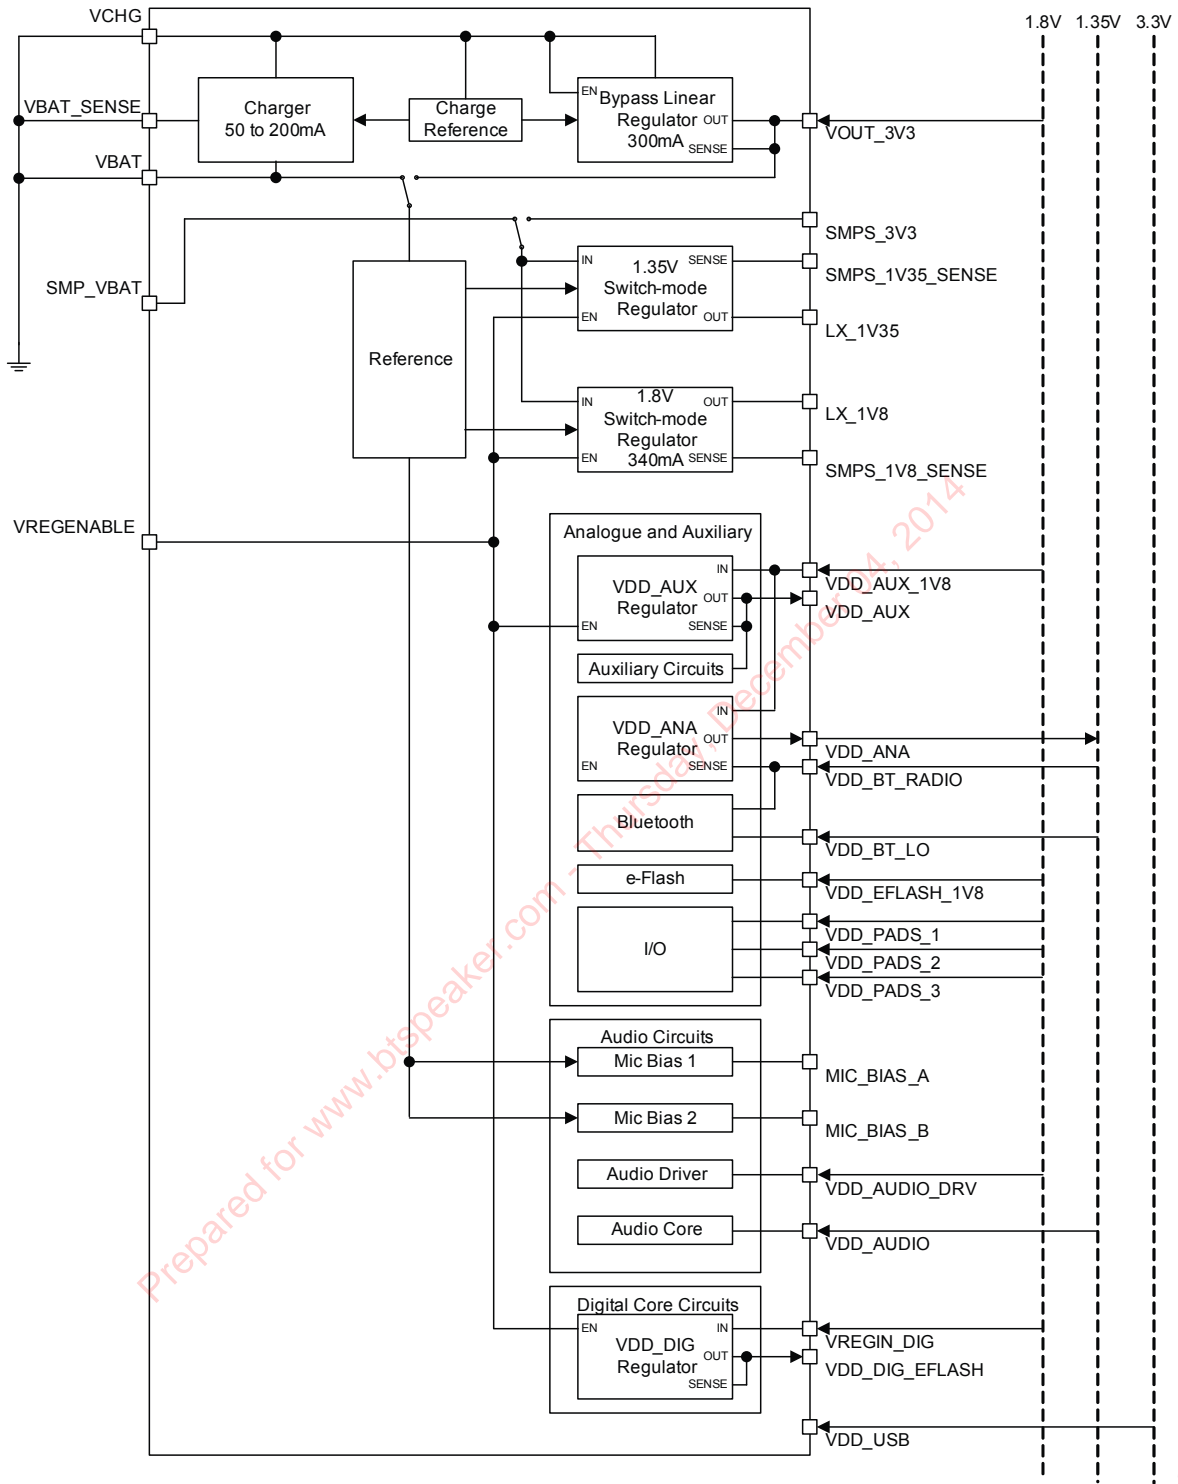 VCHG
1.8V 1.35V 3.3V
VBAT_SENSE
Charger
50 to 200mA
Charge
Reference
EN
Bypass Linear
Regulator
300mA
OUT
SENSE
VOUT_3V3
VBAT
SMPS_3V3
SMP_VBAT
IN
1.35V
Switch-mode
Regulator
SENSE
EN
OUT
SMPS_1V35_SENSE
LX_1V35
Reference
IN
1.8V
Switch-mode
Regulator
340mA
OUT
EN
SENSE
LX_1V8
SMPS_1V8_SENSE
VREGENABLE
Analogue and Auxiliary
IN
VDD_AUX
Regulator
OUT
EN
SENSE
VDD_AUX_1V8
VDD_AUX
Auxiliary Circuits
IN
VDD_ANA
Regulator
OUT
EN
SENSE
VDD_ANA
VDD_BT_RADIO
Bluetooth
VDD_BT_LO
e-Flash
VDD_EFLASH_1V8
I/O
VDD_PADS_1
VDD_PADS_2
VDD_PADS_3
Audio Circuits
Mic Bias 1
MIC_BIAS_A
Mic Bias 2
MIC_BIAS_B
Audio Driver
VDD_AUDIO_DRV
Audio Core
VDD_AUDIO
Digital Core Circuits
EN
IN
VDD_DIG
Regulator
OUT
SENSE
VREGIN_DIG
VDD_DIG_EFLASH
VDD_USB
Prepared for www.btspeaker.com - Thursday, December 04, 2014